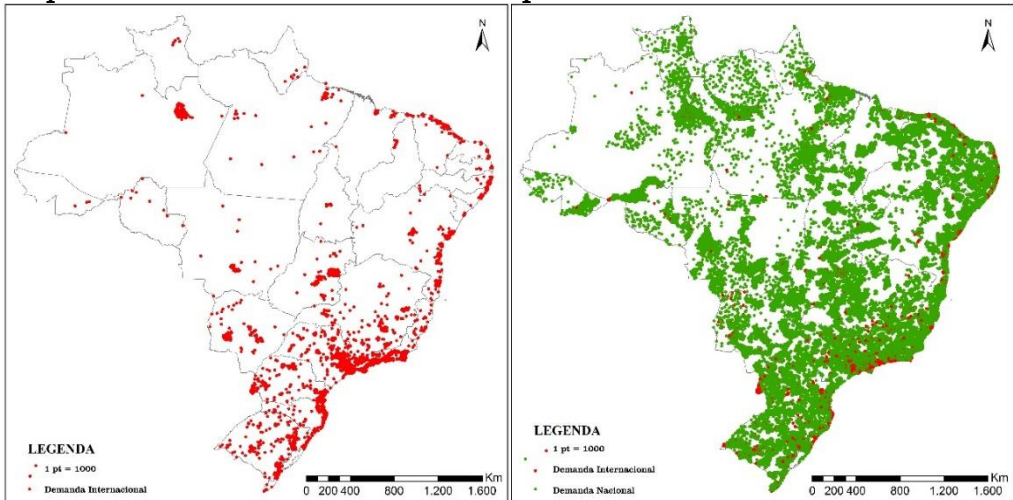 N
LEGENDA
1 pt = 1000
Demanda Internacional
Km
0 200 400 800 1.200 1.600
N
LEGENDA
1 pt = 1000
Demanda Internacional
Demanda Nacional
Km
0 200 400 800 1.200 1.600